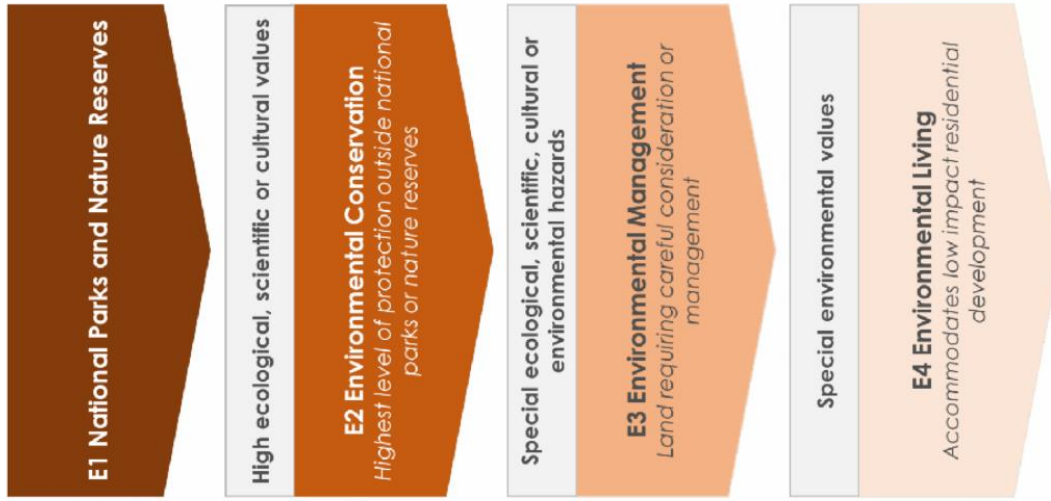 E1 National Parks and Nature Reserves
High ecological, scientific or cultural values
E2 Environmental Conservation
Highest level of protection outside national
parks or nature reserves
Special ecological, scientific, cultural or
environmental hazards
E3 Environmental Management
Land requiring careful consideration or
management
Special environmental values
E4 Environmental Living
Accommodates low impact residential
development